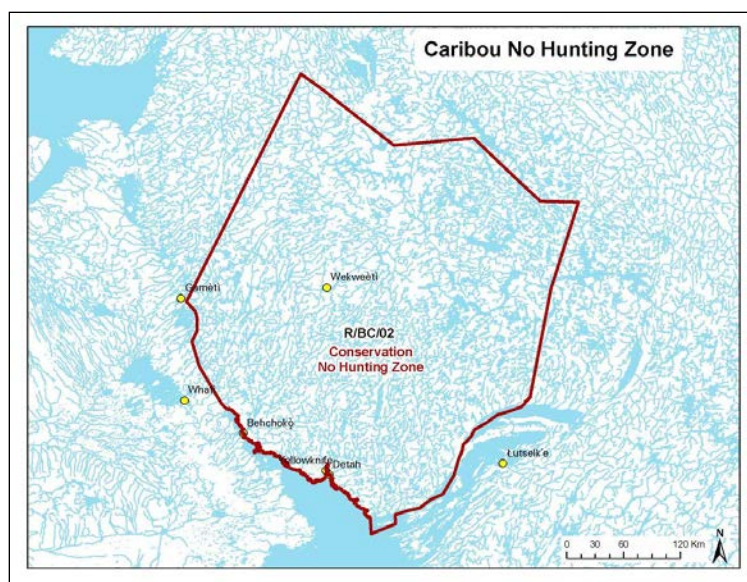 Caribou No Hunting Zone
Wekweètì
Gamètì
R/BC/02
Conservation
No Hunting Zone
Whatì
Behchokǫ̀
Yellowknife
Detah
Łutselk'e
N
0 30 60 120 Km